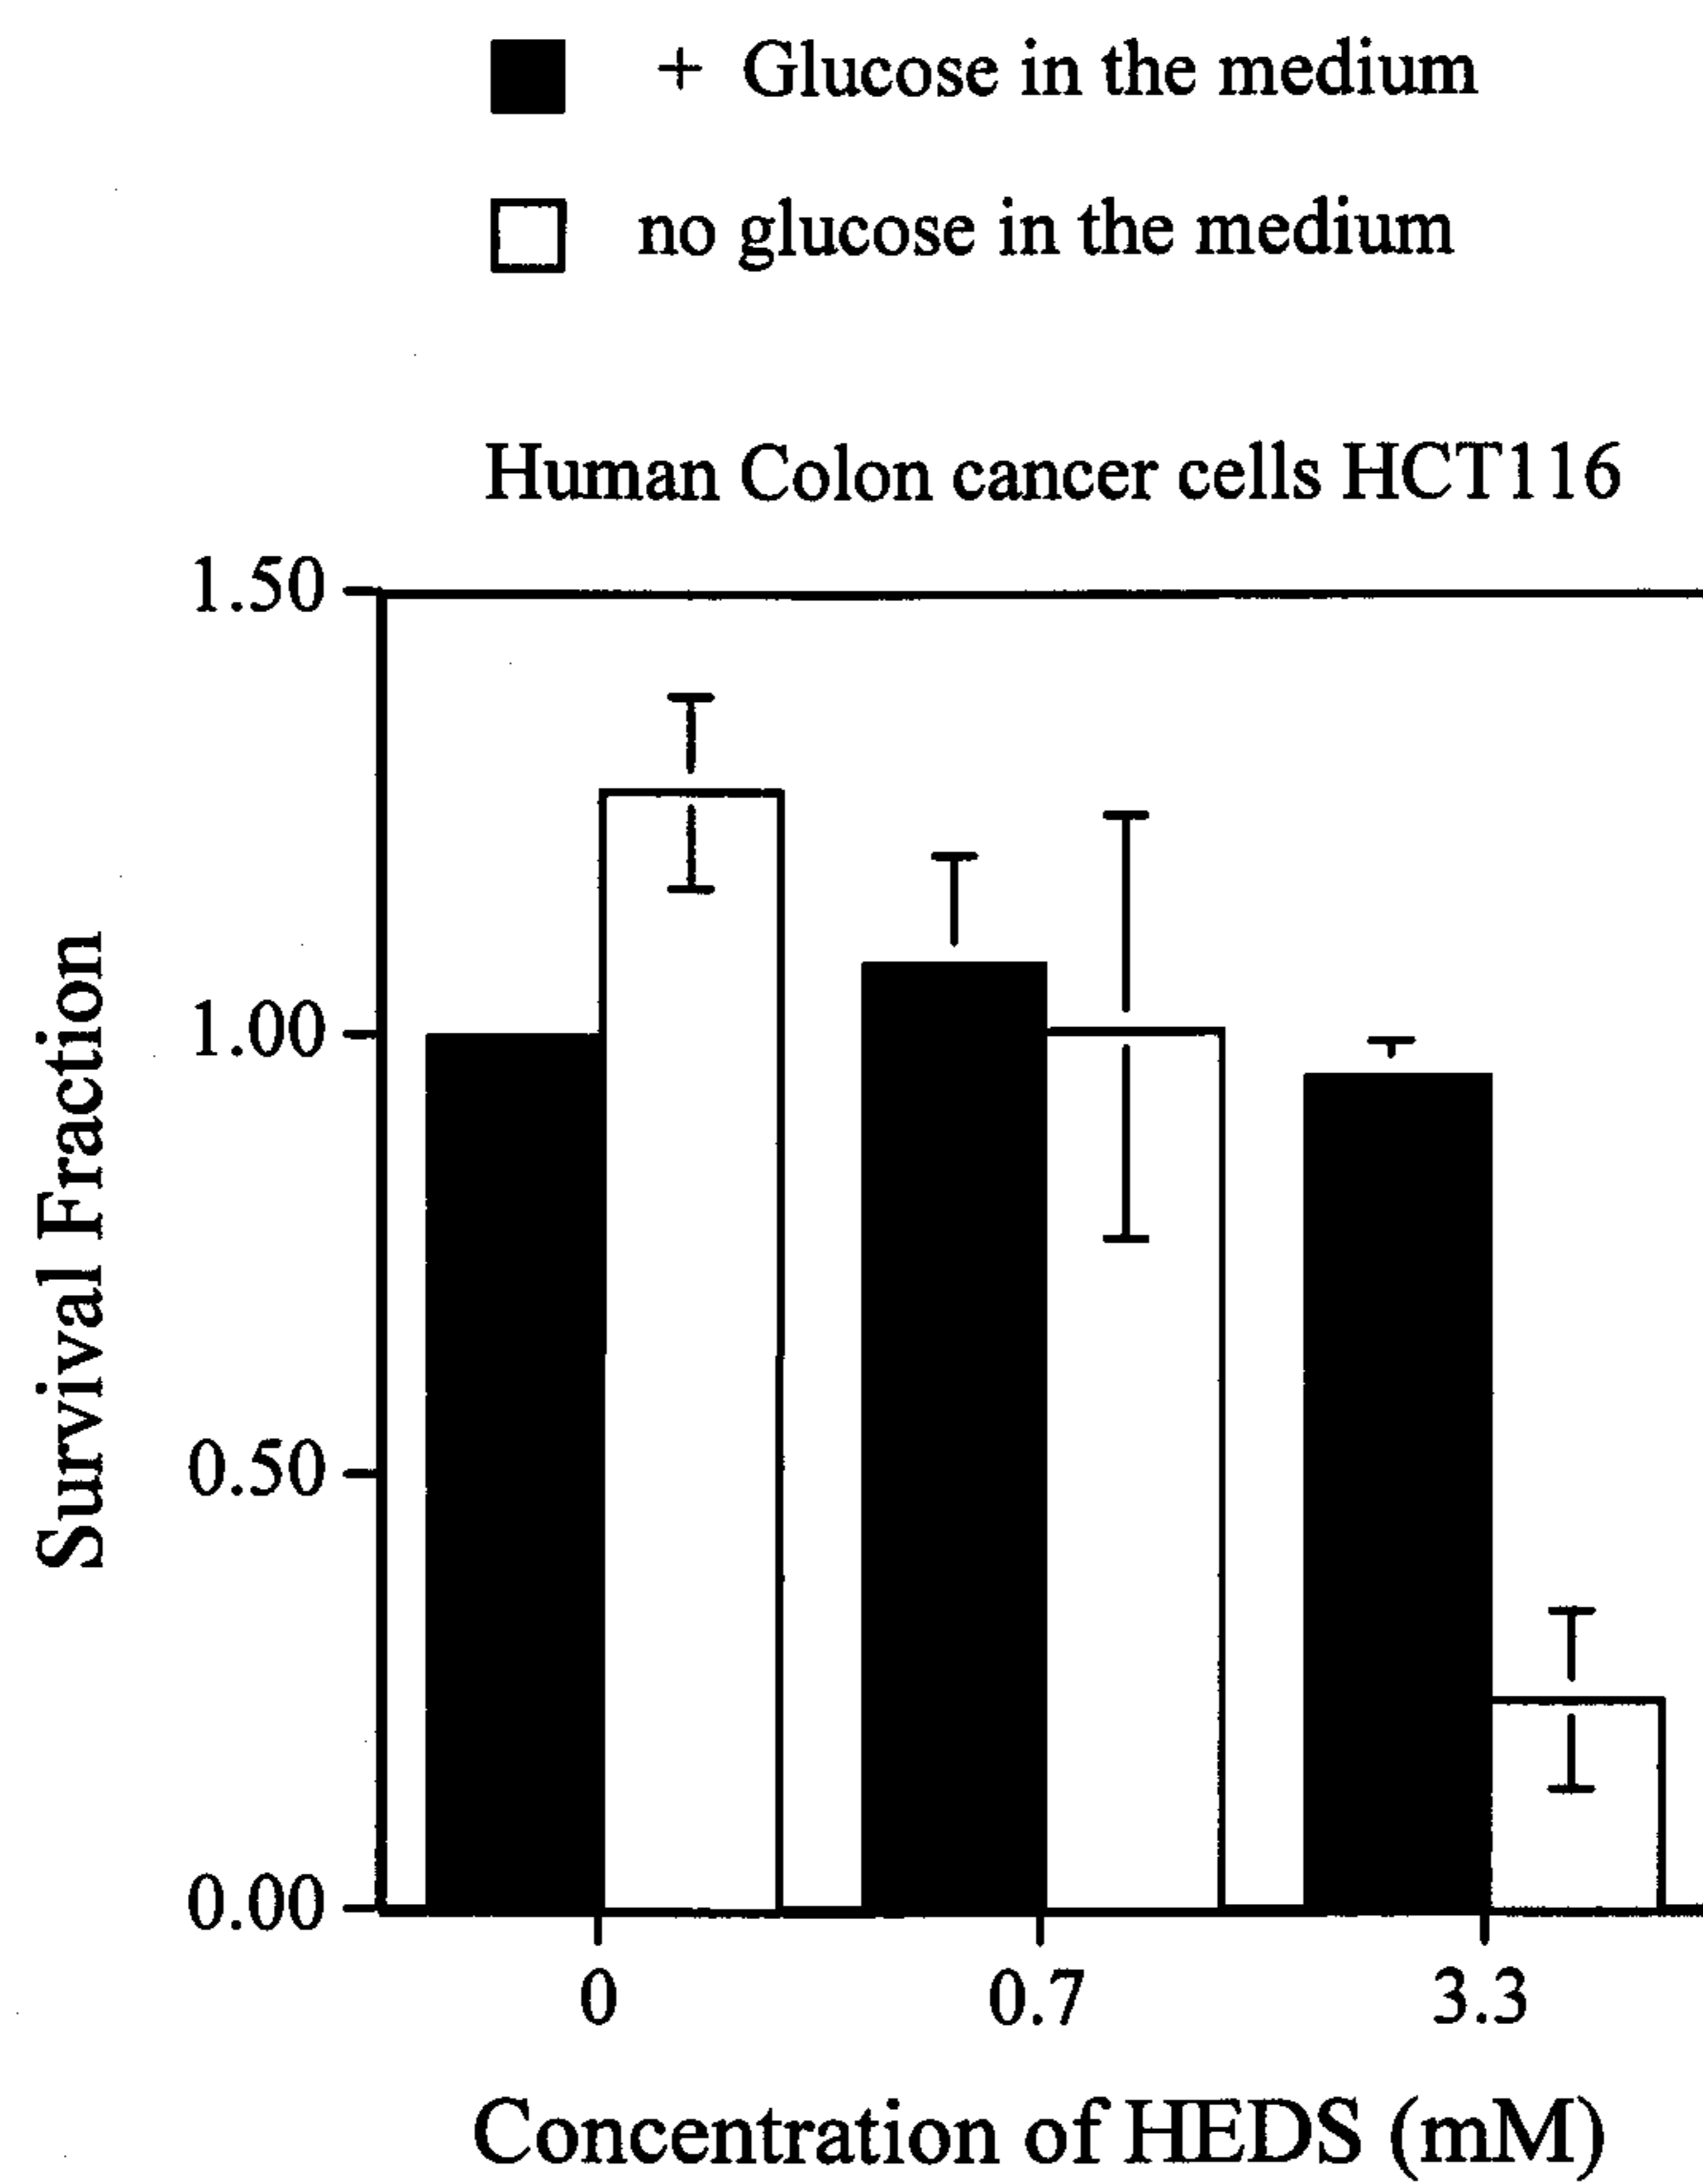 + Glucose in the medium
no glucose in the medium
Human Colon cancer cells HCT116
1.50
1.00
0.50
0.00
Survival Fraction
0 0.7 3.3
Concentration of HEDS (mM)